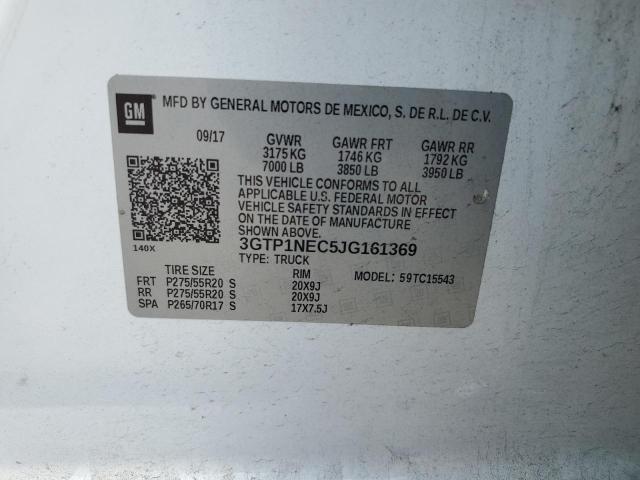 GM
MFD BY GENERAL MOTORS DE MEXICO, S. DE R.L. DE C.V.
09/17 GVWR GAWR FRT GAWR RR
3175 KG 1746 KG 1792 KG
7000 LB 3850 LB 3950 LB
THIS VEHICLE CONFORMS TO ALL
APPLICABLE U.S. FEDERAL MOTOR
VEHICLE SAFETY STANDARDS IN EFFECT
ON THE DATE OF MANUFACTURE
SHOWN ABOVE.
3GTP1NEC5JG161369
140X
TYPE: TRUCK
TIRE SIZE RIM MODEL: 59TC15543
FRT P275/55R20 S 20X9J
RR P275/55R20 S 20X9J
SPA P265/70R17 S 17X7.5J